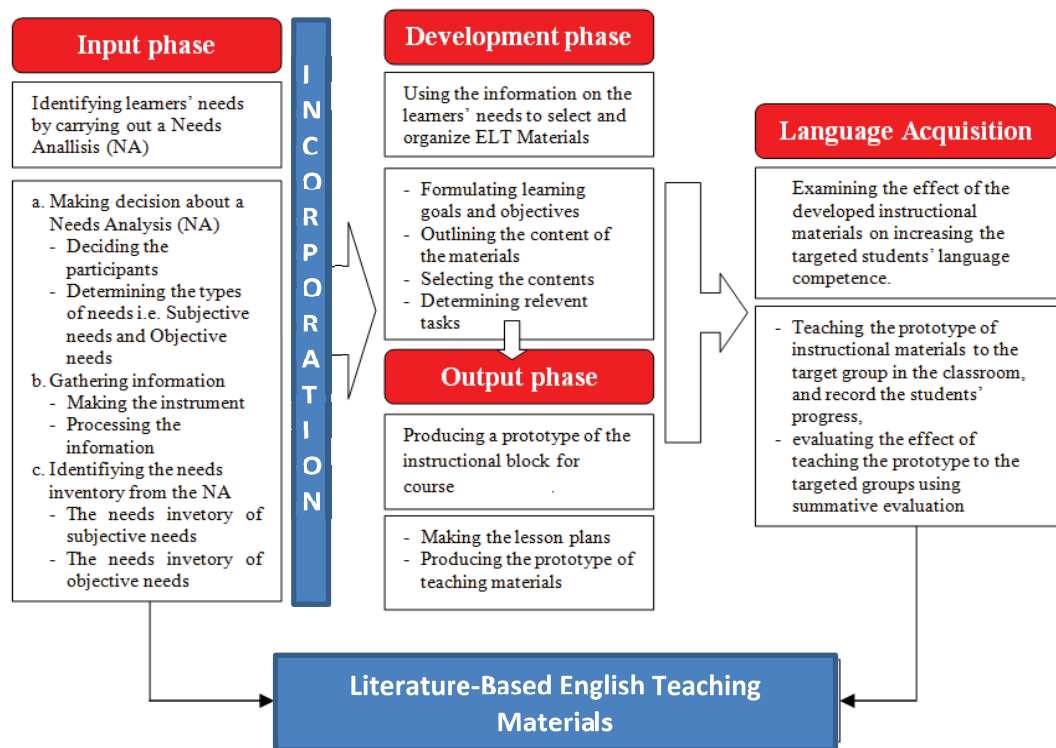 Input phase
Identifying learners’ needs
by carrying out a Needs
Anallisis (NA)
a. Making decision about a
Needs Analysis (NA)
- Deciding the
participants
- Determining the types
of needs i.e. Subjective
needs and Objective
needs
b. Gathering information
- Making the instrument
- Processing the
infornation
c. Identifiying the needs
inventory from the NA
- The needs invetory of
subjective needs
- The needs invetory of
objective needs
INCORPORATION
Development phase
Using the information on the
learners’ needs to select and
organize ELT Materials
- Formulating learning
goals and objectives
- Outlining the content of
the materials
- Selecting the contents
- Determining relevent
tasks
Output phase
Producing a prototype of the
instructional block for
course .
- Making the lesson plans
- Producing the prototype of
teaching materials
Language Acquisition
Examining the effect of the
developed instructional
materials on increasing the
targeted students’ language
competence.
- Teaching the prototype of
instructional materials to the
target group in the classroom,
and record the students’
progress,
- evaluating the effect of
teaching the prototype to the
targeted groups using
summative evaluation
Literature-Based English Teaching
Materials